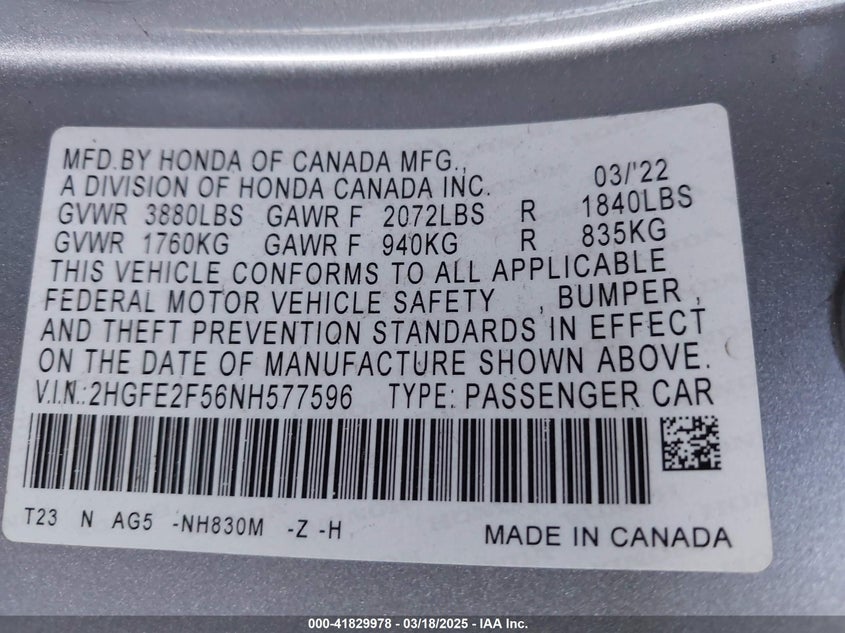 MFD.BY HONDA OF CANADA MFG.,
A DIVISION OF HONDA CANADA INC. 03/'22
GVWR 3880LBS GAWR F 2072LBS R 1840LBS
GVWR 1760KG GAWR F 940KG R 835KG
THIS VEHICLE CONFORMS TO ALL APPLICABLE
FEDERAL MOTOR VEHICLE SAFETY , BUMPER ,
AND THEFT PREVENTION STANDARDS IN EFFECT
ON THE DATE OF MANUFACTURE SHOWN ABOVE.
V.I.N.:2HGFE2F56NH577596 TYPE: PASSENGER CAR
T23 N AG5 -NH830M -Z -H
MADE IN CANADA
000-41829978 - 03/18/2025 - IAA Inc.